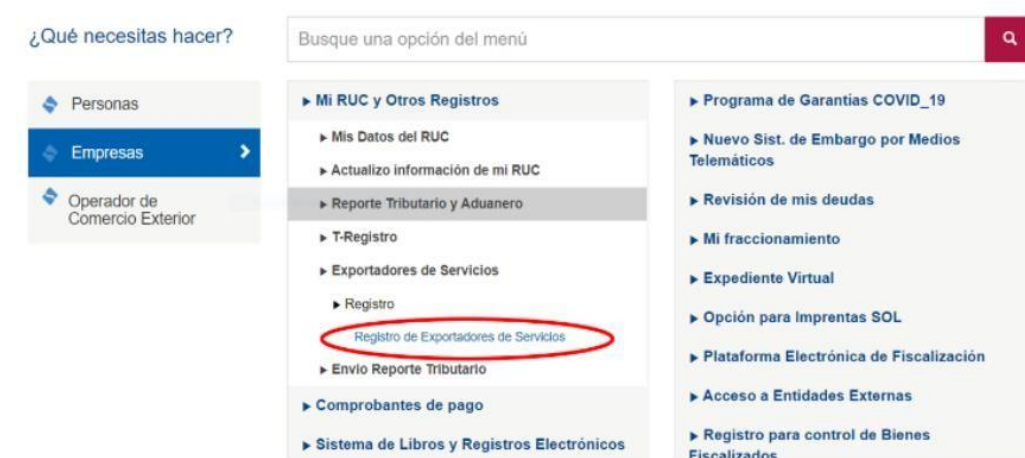 ¿Qué necesitas hacer?
Busque una opción del menú
Personas
Empresas
Operador de
Comercio Exterior
Mi RUC y Otros Registros
Mis Datos del RUC
Actualizo información de mi RUC
Reporte Tributario y Aduanero
T-Registro
Exportadores de Servicios
Registro
Registro de Exportadores de Servicios
Envio Reporte Tributario
Comprobantes de pago
Sistema de Libros y Registros Electrónicos
Programa de Garantías COVID_19
Nuevo Sist. de Embargo por Medios
Telemáticos
Revisión de mis deudas
Mi fraccionamiento
Expediente Virtual
Opción para Imprentas SOL
Plataforma Electrónica de Fiscalización
Acceso a Entidades Externas
Registro para control de Bienes
Fiscalizados